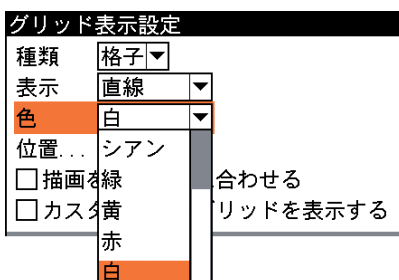 グリッド表示設定
種類 格子
表示 直線
色 白
位置... シアン
描画を 緑 合わせる
カスタ 黄 リッドを表示する
赤
白